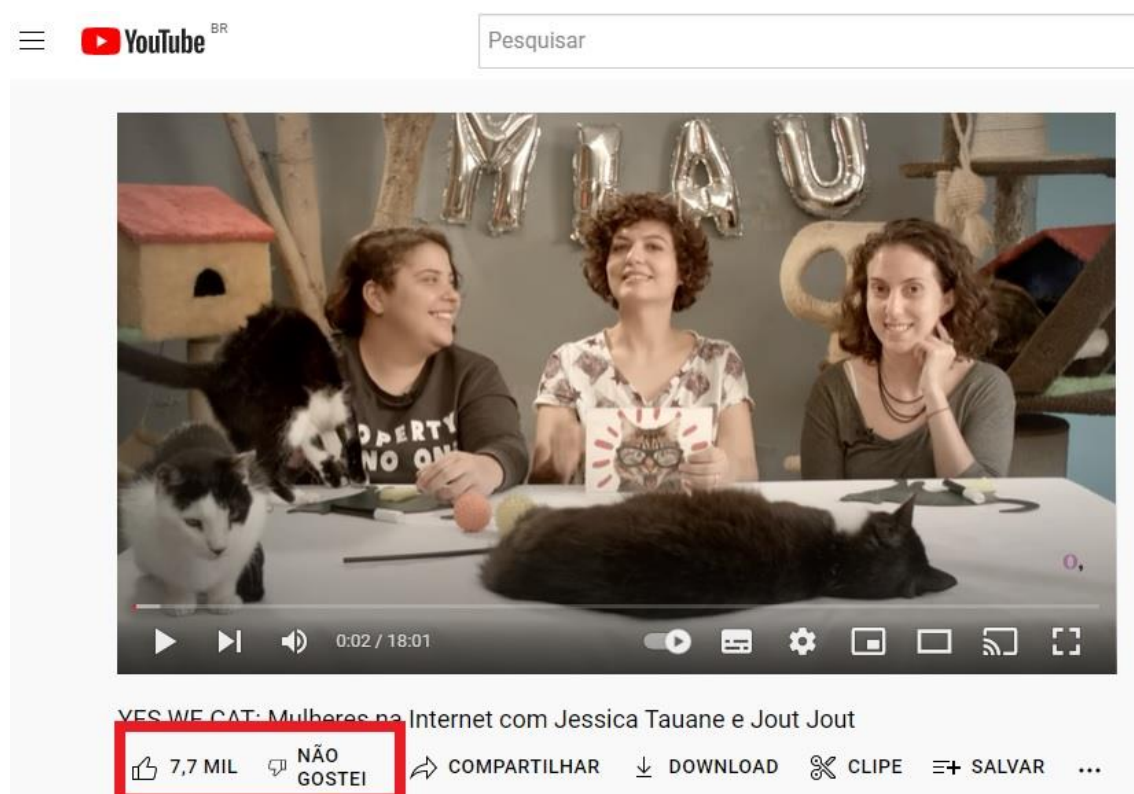 YouTube BR
Pesquisar
MIAU
OPERTY
NO ON
O,
0:02 / 18:01
YES WE CAT: Mulheres na Internet com Jessica Tauane e Jout Jout
7,7 MIL
NÃO
GOSTEI
COMPARTILHAR
DOWNLOAD
CLIPE
SALVAR